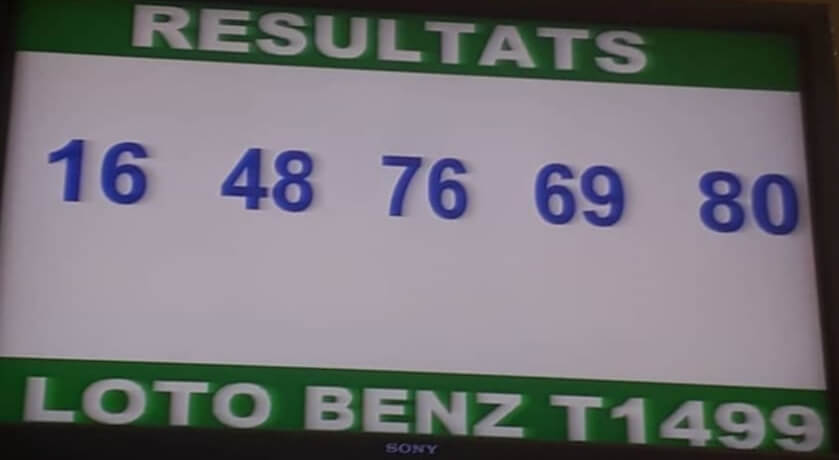 RESULTATS
16 48 76 69 80
LOTO BENZ T1499
SONY